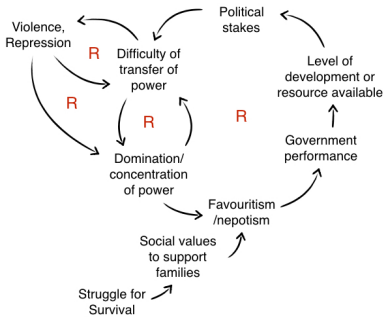 Political
stakes
Violence,
Repression
R
Difficulty of
transfer of
power
Level of
development or
resource available
R
R
R
Government
performance
Domination/
concentration
of power
Favouritism
/nepotism
Social values
to support
families
Struggle for
Survival